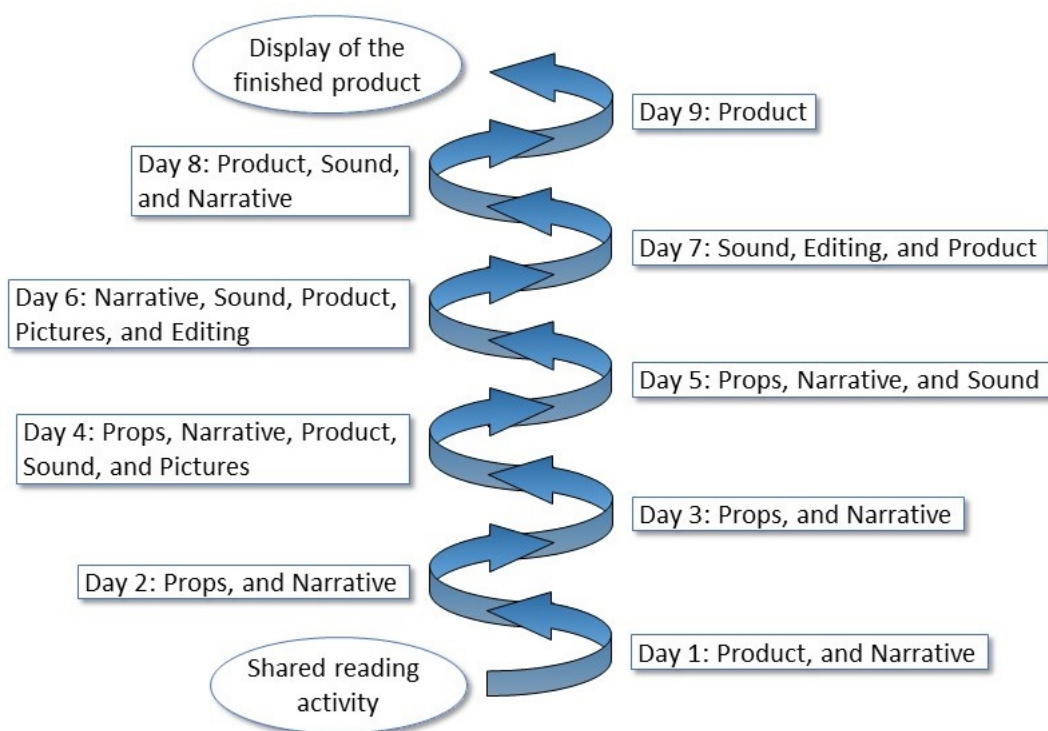 Display of the
finished product
Day 9: Product
Day 8: Product, Sound,
and Narrative
Day 7: Sound, Editing, and Product
Day 6: Narrative, Sound, Product,
Pictures, and Editing
Day 5: Props, Narrative, and Sound
Day 4: Props, Narrative, Product,
Sound, and Pictures
Day 3: Props, and Narrative
Day 2: Props, and Narrative
Day 1: Product, and Narrative
Shared reading
activity